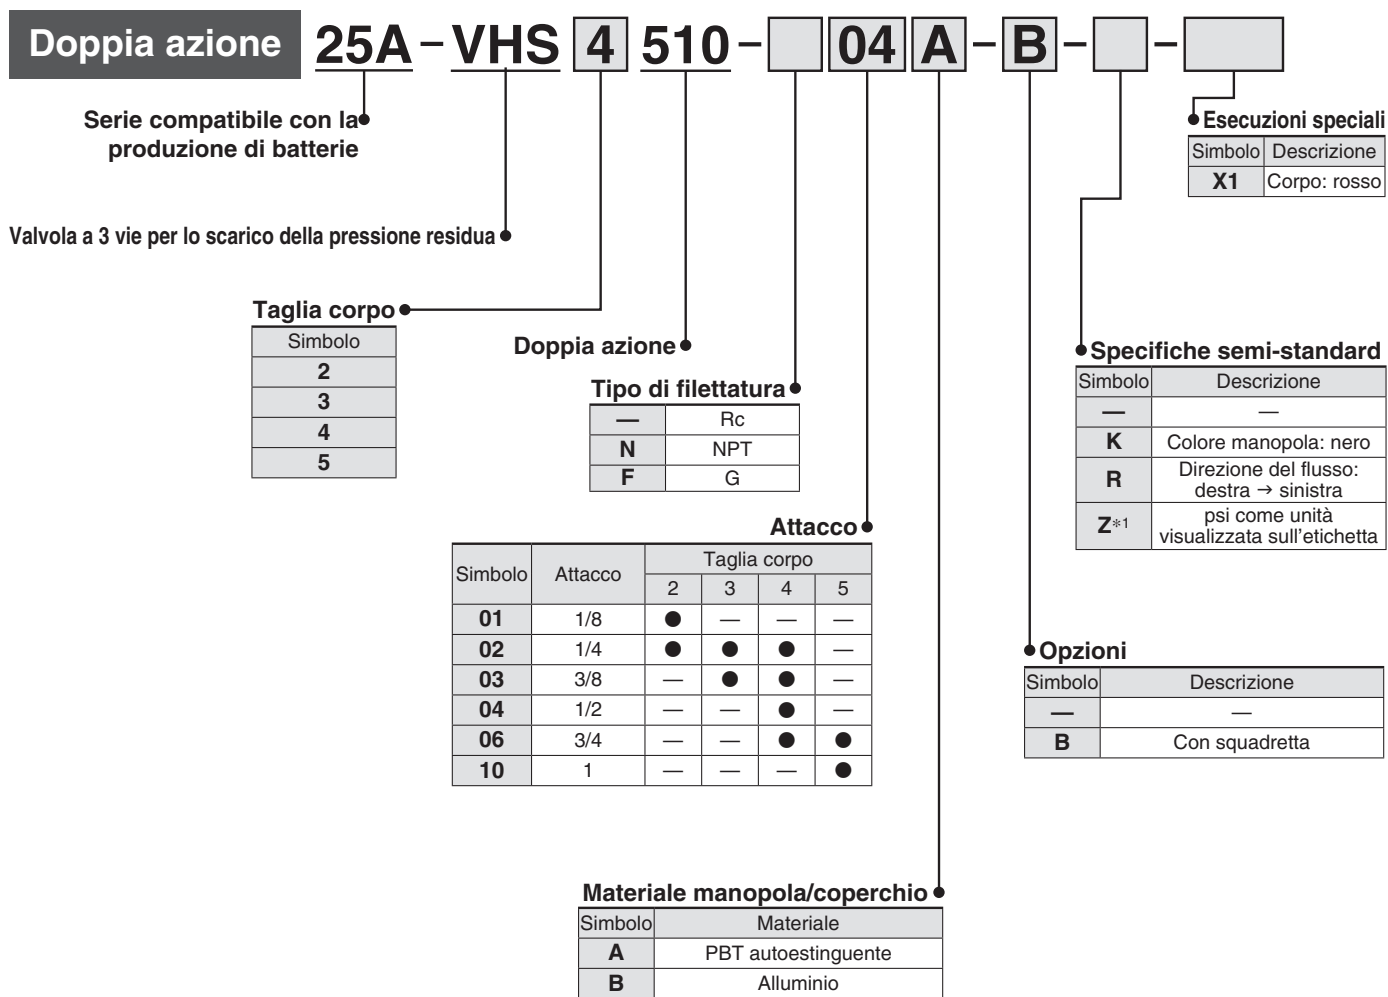 Doppia azione 25A-VHS 4 510- 04 A - B - -
Serie compatibile con la
produzione di batterie
Valvola a 3 vie per lo scarico della pressione residua
Taglia corpo
Simbolo
2
3
4
5
Doppia azione
Tipo di filettatura
— Rc
N NPT
F G
Attacco
Simbolo Attacco Taglia corpo
2 3 4 5
01 1/8 ● — — —
02 1/4 ● ● ● —
03 3/8 — ● ● —
04 1/2 — — ● —
06 3/4 — — ● ●
10 1 — — — ●
Materiale manopola/coperchio
Simbolo Materiale
A PBT autoestinguente
B Alluminio
Opzioni
Simbolo Descrizione
— —
B Con squadretta
Specifiche semi-standard
Simbolo Descrizione
— —
K Colore manopola: nero
R Direzione del flusso:
destra → sinistra
Z*1 psi come unità
visualizzata sull'etichetta
Esecuzioni speciali
Simbolo Descrizione
X1 Corpo: rosso